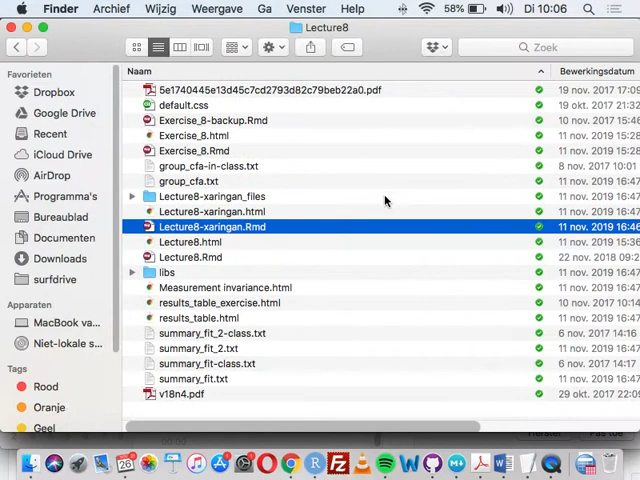 Finder Archief Wijzig Weergave Ga Venster Help 58% Di 10:06
Lecture8
Zoek
Favorieten
Dropbox
Google Drive
Recent
iCloud Drive
AirDrop
Programma's
Bureaublad
Documenten
Downloads
surfdrive
Apparaten
MacBook va...
Niet-lokale s...
Tags
Rood
Oranje
Geel
Naam Bewerkingsdatum
5e1740445e13d45c7cd2793d82c79beb22a0.pdf 19 nov. 2017 17:09
default.css 19 okt. 2017 21:32
Exercise_8-backup.Rmd 10 nov. 2017 15:46
Exercise_8.html 11 nov. 2019 15:28
Exercise_8.Rmd 11 nov. 2019 15:28
group_cfa-in-class.txt 8 nov. 2017 10:01
group_cfa.txt 11 nov. 2019 16:47
Lecture8-xaringan_files 11 nov. 2019 16:47
Lecture8-xaringan.html 11 nov. 2019 16:47
Lecture8-xaringan.Rmd 11 nov. 2019 16:46
Lecture8.html 11 nov. 2019 16:47
Lecture8.Rmd 22 nov. 2018 09:2
libs 11 nov. 2019 16:47
Measurement invariance.html 11 nov. 2019 16:47
results_table_exercise.html 10 nov. 2017 10:14
results_table.html 11 nov. 2019 16:47
summary_fit_2-class.txt 6 nov. 2017 14:16
summary_fit_2.txt 11 nov. 2019 16:47
summary_fit-class.txt 6 nov. 2017 14:16
summary_fit.txt 11 nov. 2019 16:47
v18n4.pdf 29 okt. 2017 22:09